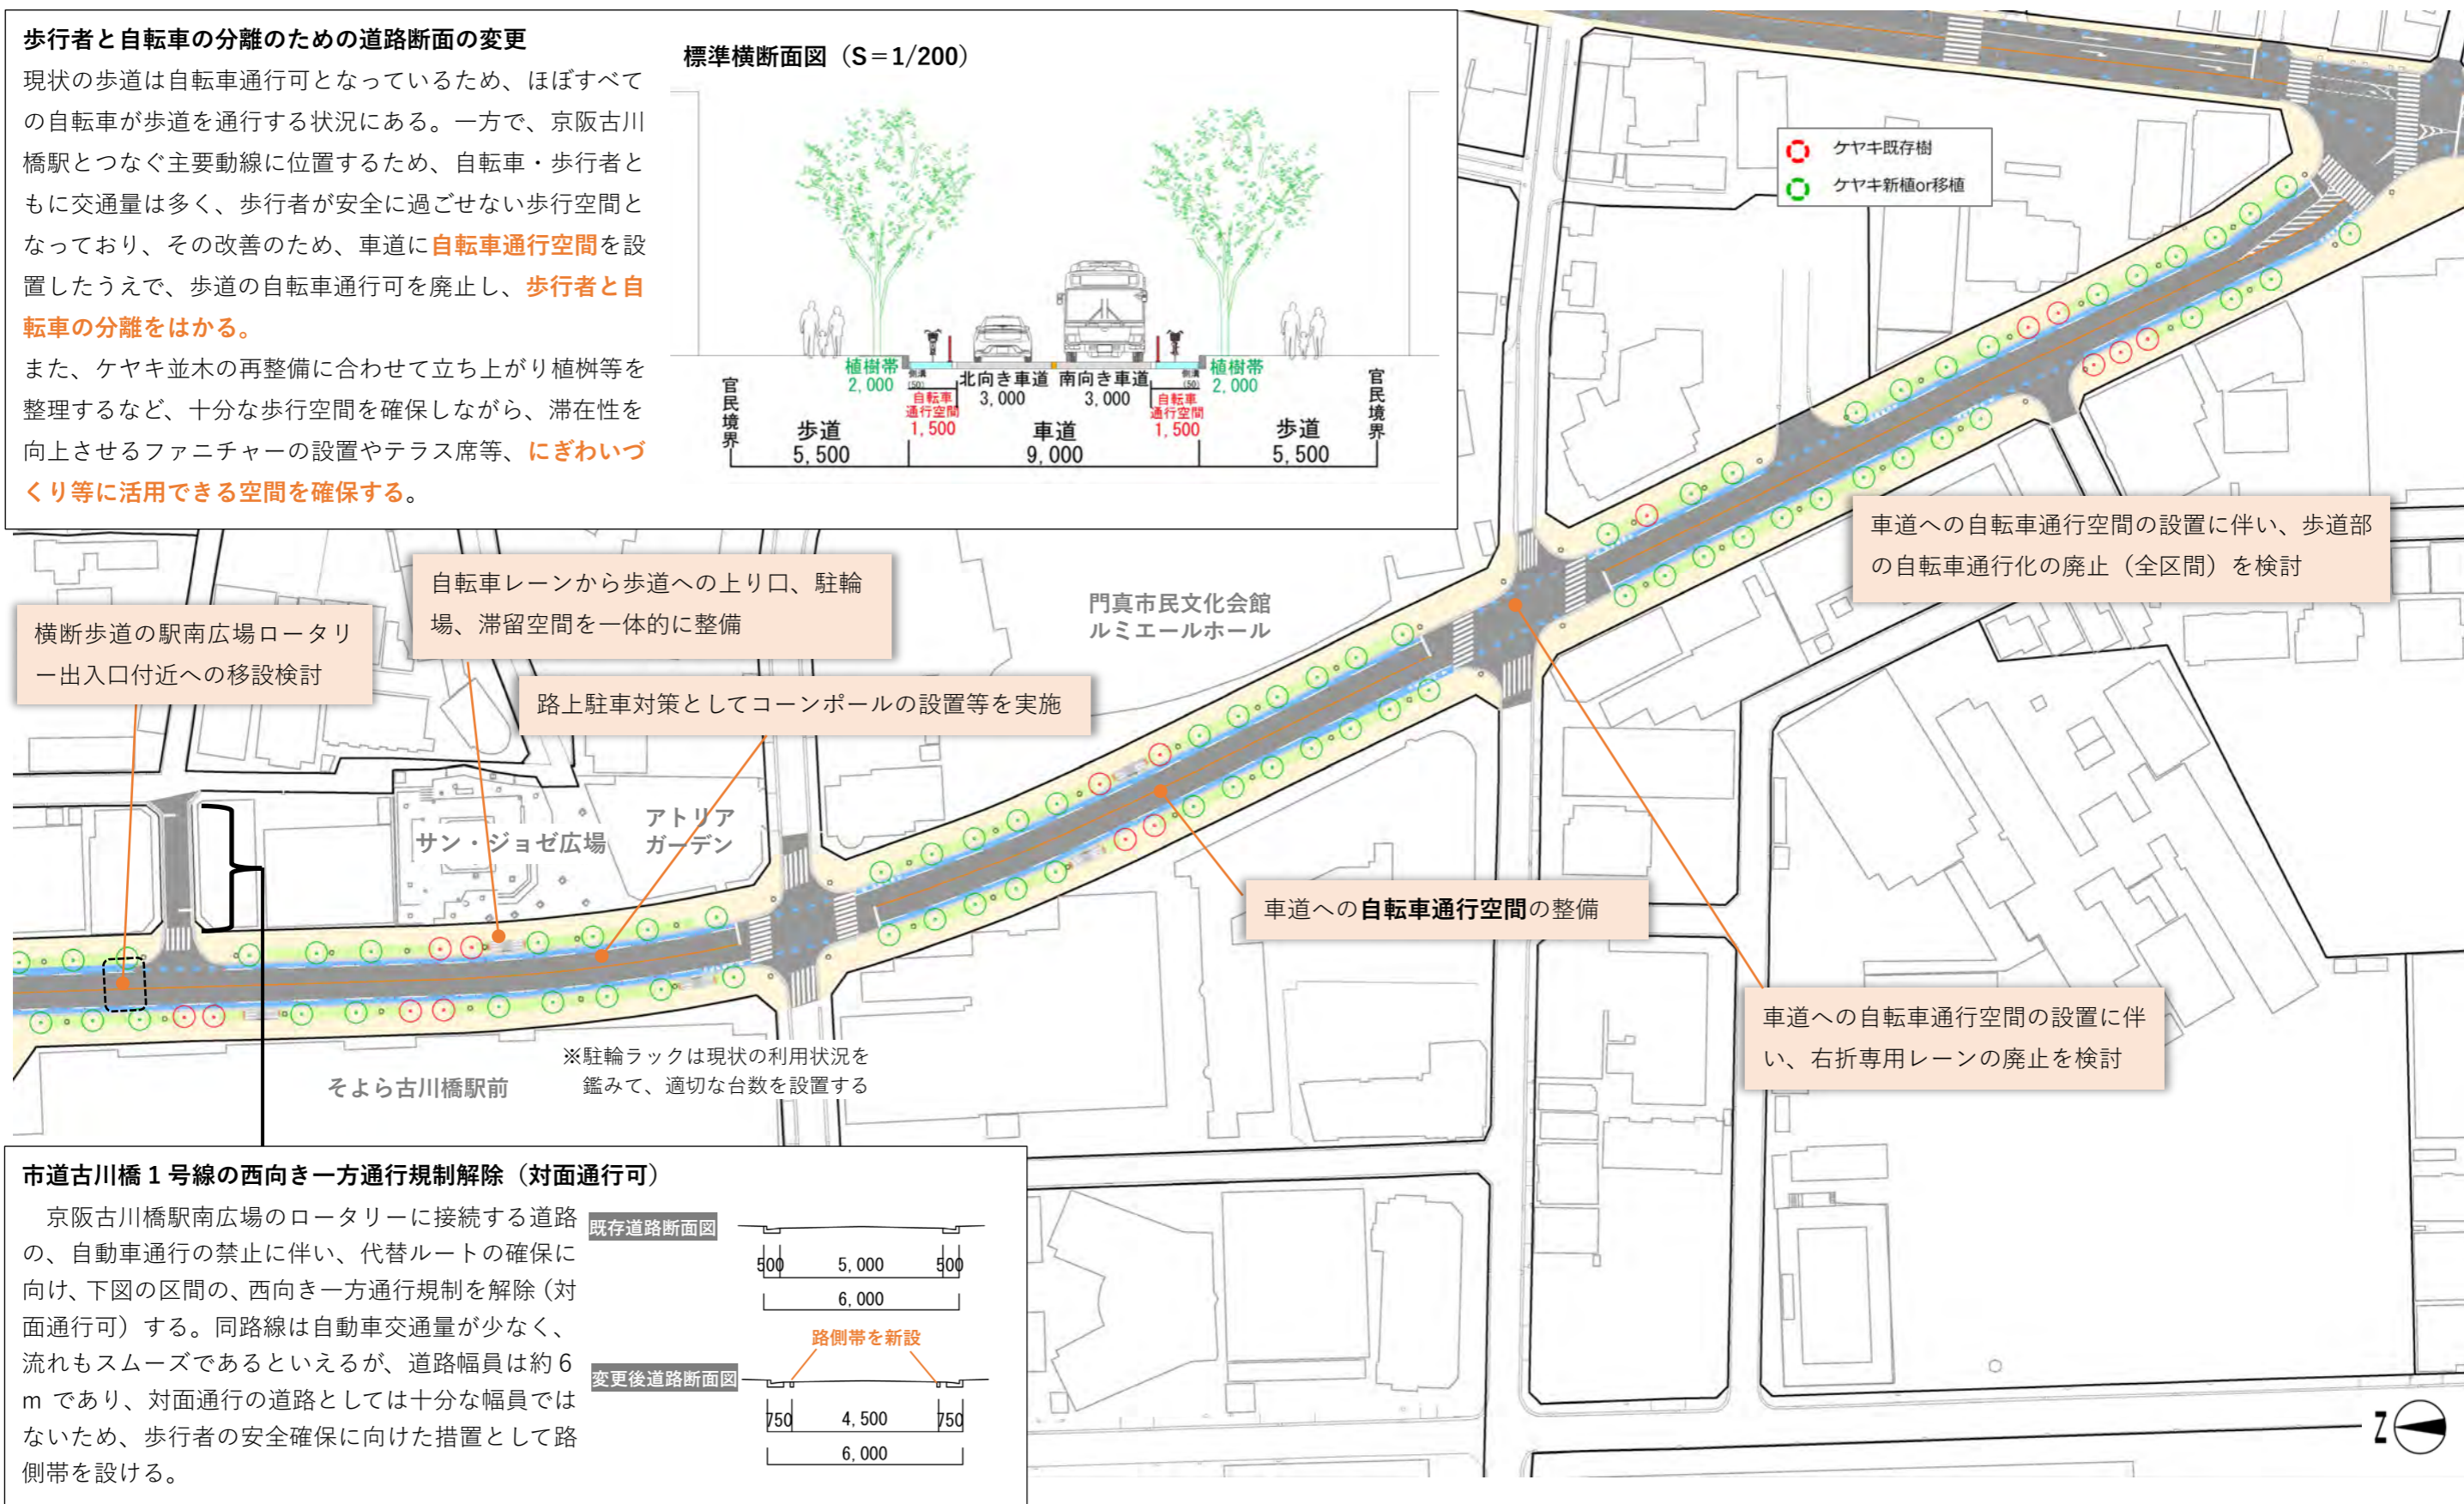 歩行者と自転車の分離のための道路断面の変更
現状の歩道は自転車通行可となっているため、ほぼすべて
の自転車が歩道を通行する状況にある。一方で、京阪古川
橋駅とつなぐ主要動線に位置するため、自転車・歩行者と
もに交通量は多く、歩行者が安全に過ごせない歩行空間と
なっており、その改善のため、車道に自転車通行空間を設
置したうえで、歩道の自転車通行可を廃止し、歩行者と自
転車の分離をはかる。
また、ケヤキ並木の再整備に合わせて立ち上がり植桝等を
整理するなど、十分な歩行空間を確保しながら、滞在性を
向上させるファニチャーの設置やテラス席等、にぎわいづ
くり等に活用できる空間を確保する。
標準横断面図（S＝1/200）
官民境界
植樹帯
2,000
側溝
(50)
自転車
通行空間
1,500
北向き車道
3,000
南向き車道
3,000
側溝
(50)
自転車
通行空間
1,500
植樹帯
2,000
官民境界
歩道
5,500
車道
9,000
歩道
5,500
ケヤキ既存樹
ケヤキ新植or移植
車道への自転車通行空間の設置に伴い、歩道部
の自転車通行化の廃止（全区間）を検討
自転車レーンから歩道への上り口、駐輪
場、滞留空間を一体的に整備
横断歩道の駅南広場ロータリ
ー出入口付近への移設検討
路上駐車対策としてコーンポールの設置等を実施
門真市民文化会館
ルミエールホール
サン・ジョゼ広場
アトリア
ガーデン
車道への自転車通行空間の整備
車道への自転車通行空間の設置に伴
い、右折専用レーンの廃止を検討
そよら古川橋駅前
※駐輪ラックは現状の利用状況を
鑑みて、適切な台数を設置する
市道古川橋１号線の西向き一方通行規制解除（対面通行可）
京阪古川橋駅南広場のロータリーに接続する道路
の、自動車通行の禁止に伴い、代替ルートの確保に
向け、下図の区間の、西向き一方通行規制を解除（対
面通行可）する。同路線は自動車交通量が少なく、
流れもスムーズであるといえるが、道路幅員は約６
m であり、対面通行の道路としては十分な幅員では
ないため、歩行者の安全確保に向けた措置として路
側帯を設ける。
既存道路断面図
500 5,000 500
6,000
路側帯を新設
変更後道路断面図
750 4,500 750
6,000
Z